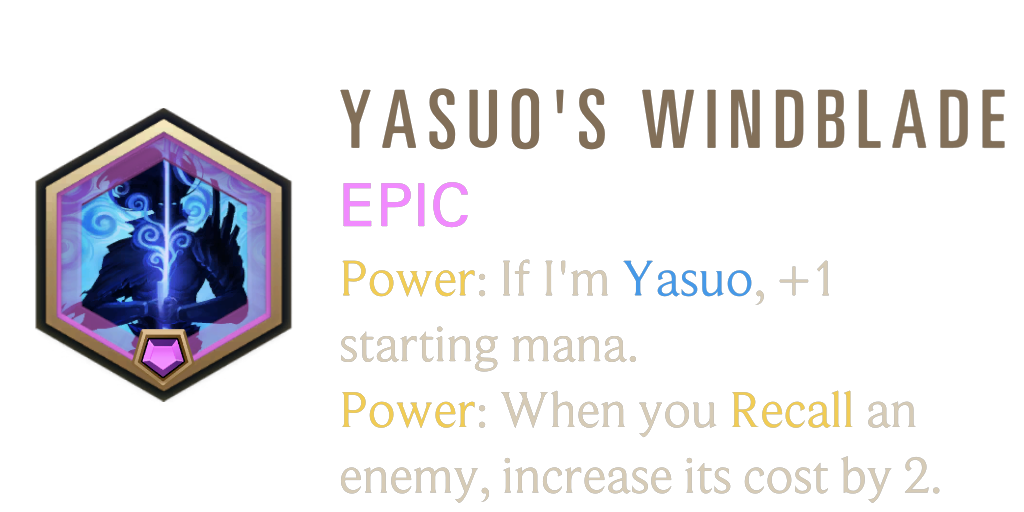 YASUO'S WINDBLADE
EPIC
Power: If I'm Yasuo, +1
starting mana.
Power: When you Recall an
enemy, increase its cost by 2.